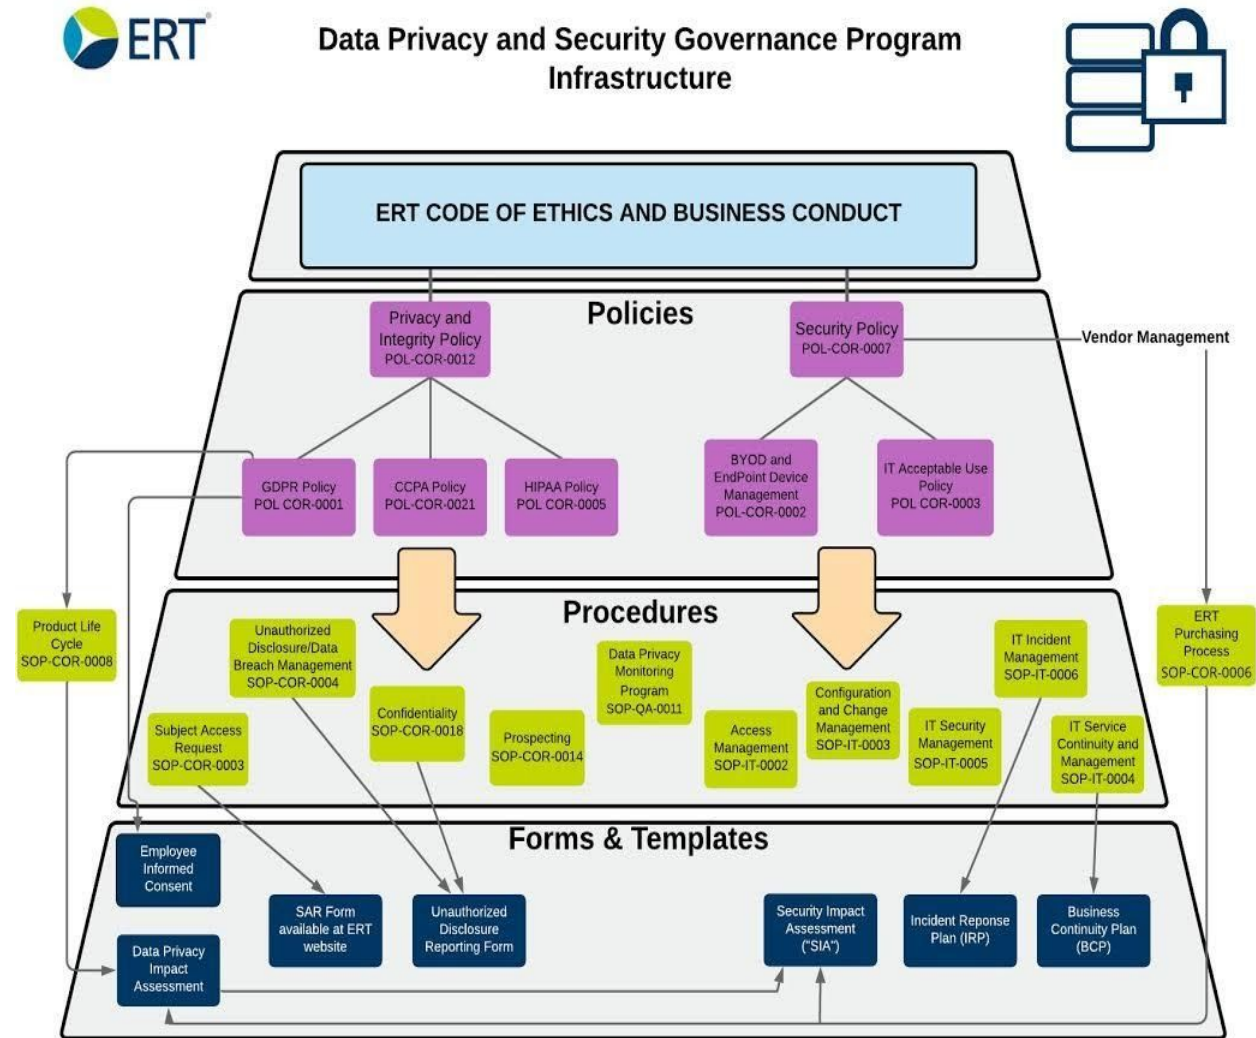 ERT
Data Privacy and Security Governance Program
Infrastructure
ERT CODE OF ETHICS AND BUSINESS CONDUCT
Policies
Privacy and
Integrity Policy
POL-COR-0012
Security Policy
POL-COR-0007
Vendor Management
GDPR Policy
POL COR-0001
CCPA Policy
POL-COR-0021
HIPAA Policy
POL COR-0005
BYOD and
EndPoint Device
Management
POL-COR-0002
IT Acceptable Use
Policy
POL COR-0003
Procedures
Product Life
Cycle
SOP-COR-0008
Unauthorized
Disclosure/Data
Breach Management
SOP-COR-0004
Data Privacy
Monitoring
Program
SOP-QA-0011
IT Incident
Management
SOP-IT-0006
ERT
Purchasing
Process
SOP-COR-0006
Subject Access
Request
SOP-COR-0003
Confidentiality
SOP-COR-0018
Prospecting
SOP-COR-0014
Access
Management
SOP-IT-0002
Configuration
and Change
Management
SOP-IT-0003
IT Security
Management
SOP-IT-0005
IT Service
Continuity and
Management
SOP-IT-0004
Forms & Templates
Employee
Informed
Consent
SAR Form
available at ERT
website
Unauthorized
Disclosure
Reporting Form
Security Impact
Assessment
("SIA")
Incident Reponse
Plan (IRP)
Business
Continuity Plan
(BCP)
Data Privacy
Impact
Assessment